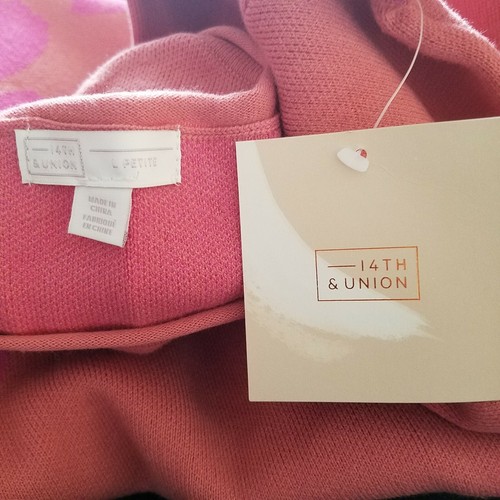 14TH
& UNION
L PETITE
MADE IN
CHINA
FABRIQUÉ
EN CHINE
14TH
& UNION